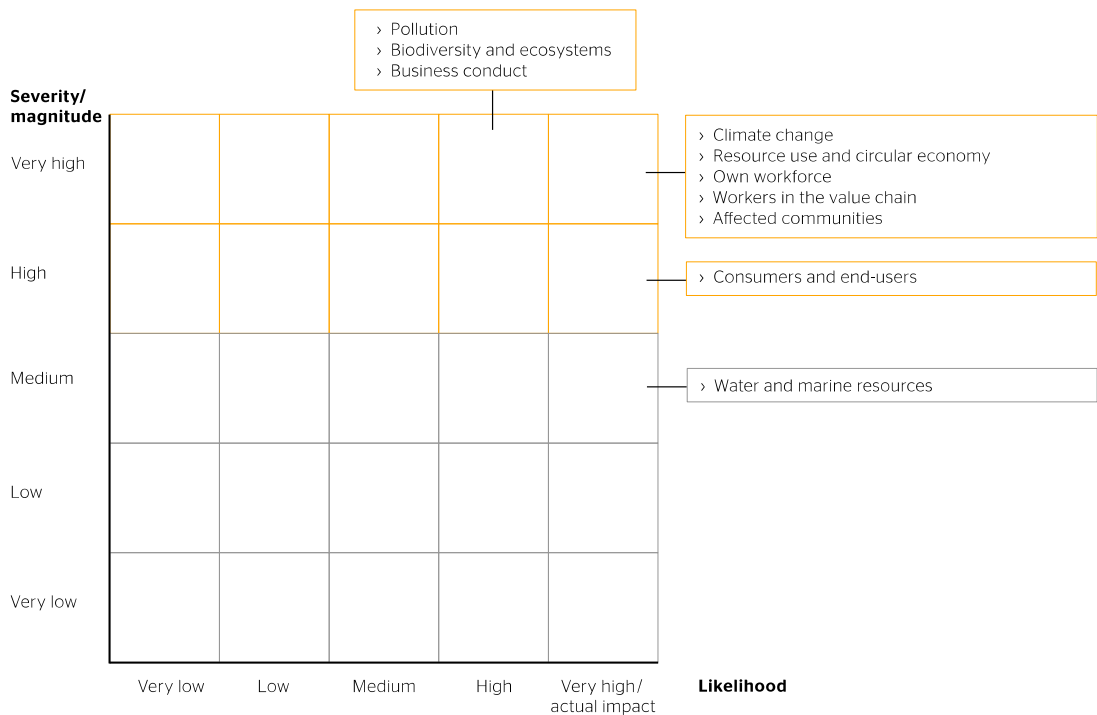 › Pollution
› Biodiversity and ecosystems
› Business conduct
Severity/
magnitude
Very high
› Climate change
› Resource use and circular economy
› Own workforce
› Workers in the value chain
› Affected communities
High
› Consumers and end-users
Medium
› Water and marine resources
Low
Very low
Very low
Low
Medium
High
Very high/
actual impact
Likelihood